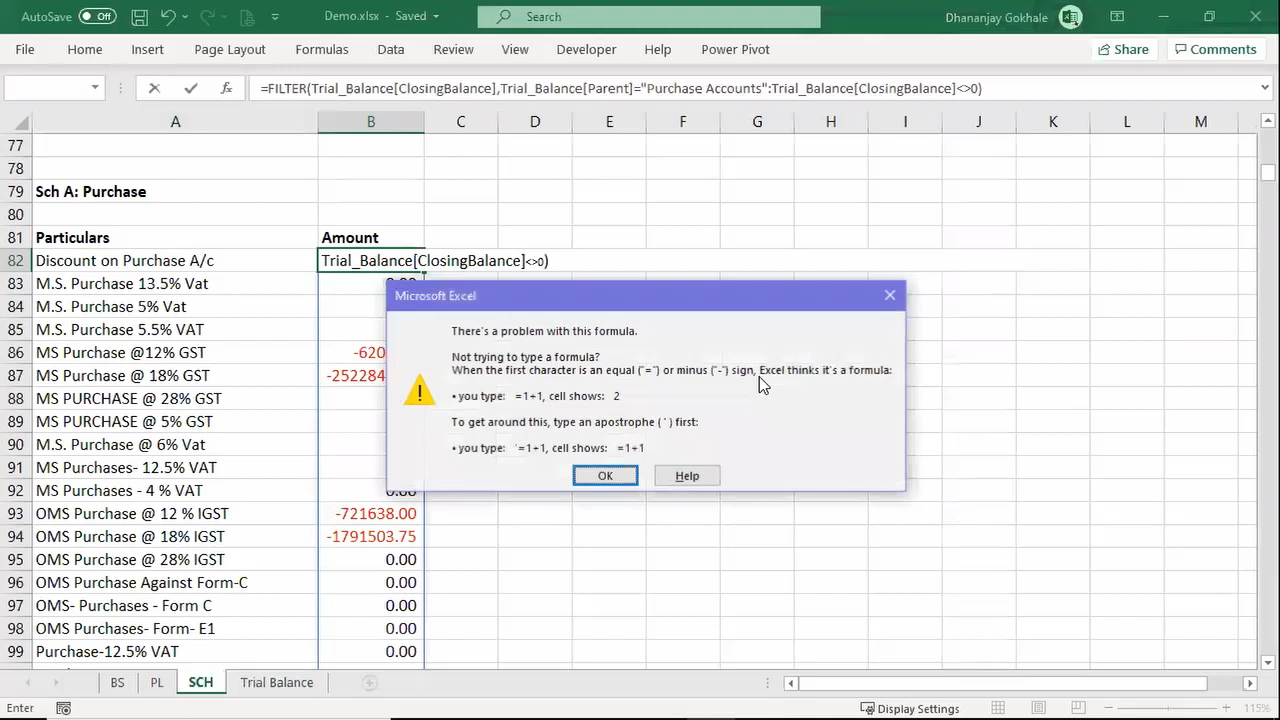 AutoSave Off Demo.xlsx - Saved Search Dhananjay Gokhale
File Home Insert Page Layout Formulas Data Review View Developer Help Power Pivot Share Comments
fx =FILTER(Trial_Balance[ClosingBalance],Trial_Balance[Parent]="Purchase Accounts":Trial_Balance[ClosingBalance]<>0)
A B C D E F G H I J K L M
77
78
79 Sch A: Purchase
80
81 Particulars Amount
82 Discount on Purchase A/c Trial_Balance[ClosingBalance]<>0)
83 M.S. Purchase 13.5% Vat
84 M.S. Purchase 5% Vat
85 M.S. Purchase 5.5% VAT
86 MS Purchase @12% GST -620
87 MS Purchase @ 18% GST -252284
88 MS PURCHASE @ 28% GST
89 MS PURCHASE @ 5% GST
90 M.S. Purchase @ 6% Vat
91 MS Purchases- 12.5% VAT
92 MS Purchases - 4 % VAT 0.00
93 OMS Purchase @ 12 % IGST -721638.00
94 OMS Purchase @ 18% IGST -1791503.75
95 OMS Purchase @ 28% IGST 0.00
96 OMS Purchase Against Form-C 0.00
97 OMS- Purchases - Form C 0.00
98 OMS Purchases- Form- E1 0.00
99 Purchase-12.5% VAT 0.00
Microsoft Excel
There's a problem with this formula.
Not trying to type a formula?
When the first character is an equal ("=") or minus ("-") sign, Excel thinks it's a formula:
• you type: =1+1, cell shows: 2
To get around this, type an apostrophe ( ' ) first:
• you type: '=1+1, cell shows: =1+1
OK Help
BS PL SCH Trial Balance
Enter Display Settings 115%